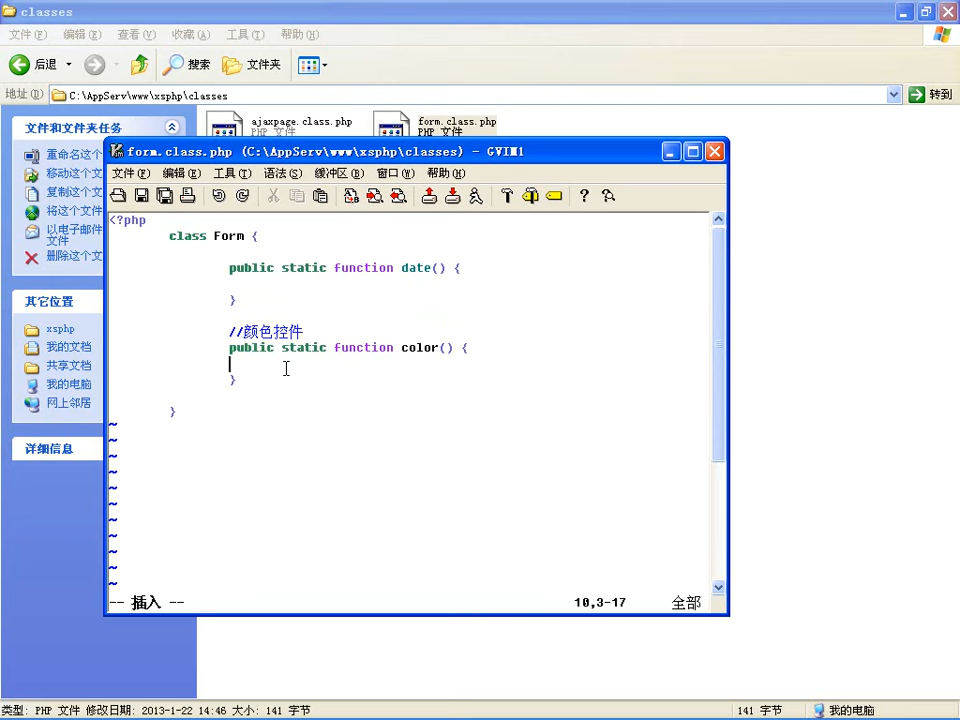 classes
文件(F) 编辑(E) 查看(V) 收藏(A) 工具(T) 帮助(H)
后退 搜索 文件夹
地址(D) C:\AppServ\www\xsphp\classes 转到
文件和文件夹任务
ajaxpage.class.php
PHP 文件
form.class.php
PHP 文件
重命名这个
移动这个文
复制这个文
将这个文件
以电子邮件
文件
删除这个文
其它位置
xsphp
我的文档
共享文档
我的电脑
网上邻居
详细信息
form.class.php (C:\AppServ\www\xsphp\classes) - GVIM1
文件(F) 编辑(E) 工具(T) 语法(S) 缓冲区(B) 窗口(W) 帮助(H)
<?php
class Form {
public static function date() {
}
//颜色控件
public static function color() {
}
}
~
~
~
~
~
~
~
~
~
~
~
-- 插入 -- 10,3-17 全部
类型: PHP 文件 修改日期: 2013-1-22 14:46 大小: 141 字节 141 字节 我的电脑